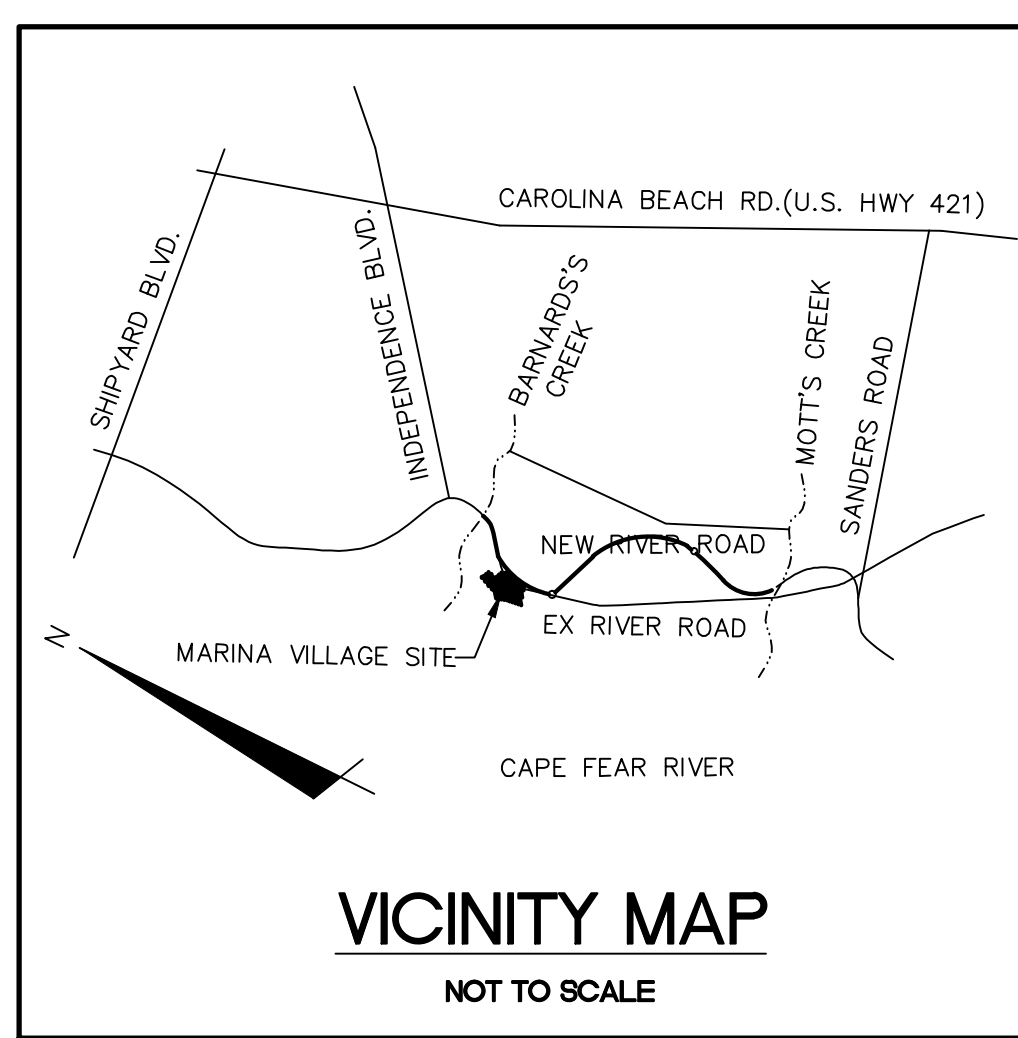 CAROLINA BEACH RD.(U.S. HWY 421)
SHIPYARD BLVD.
INDEPENDENCE BLVD.
BARNARDS'S
CREEK
MOTT'S CREEK
SANDERS ROAD
NEW RIVER ROAD
EX RIVER ROAD
N
MARINA VILLAGE SITE
CAPE FEAR RIVER
VICINITY MAP
NOT TO SCALE